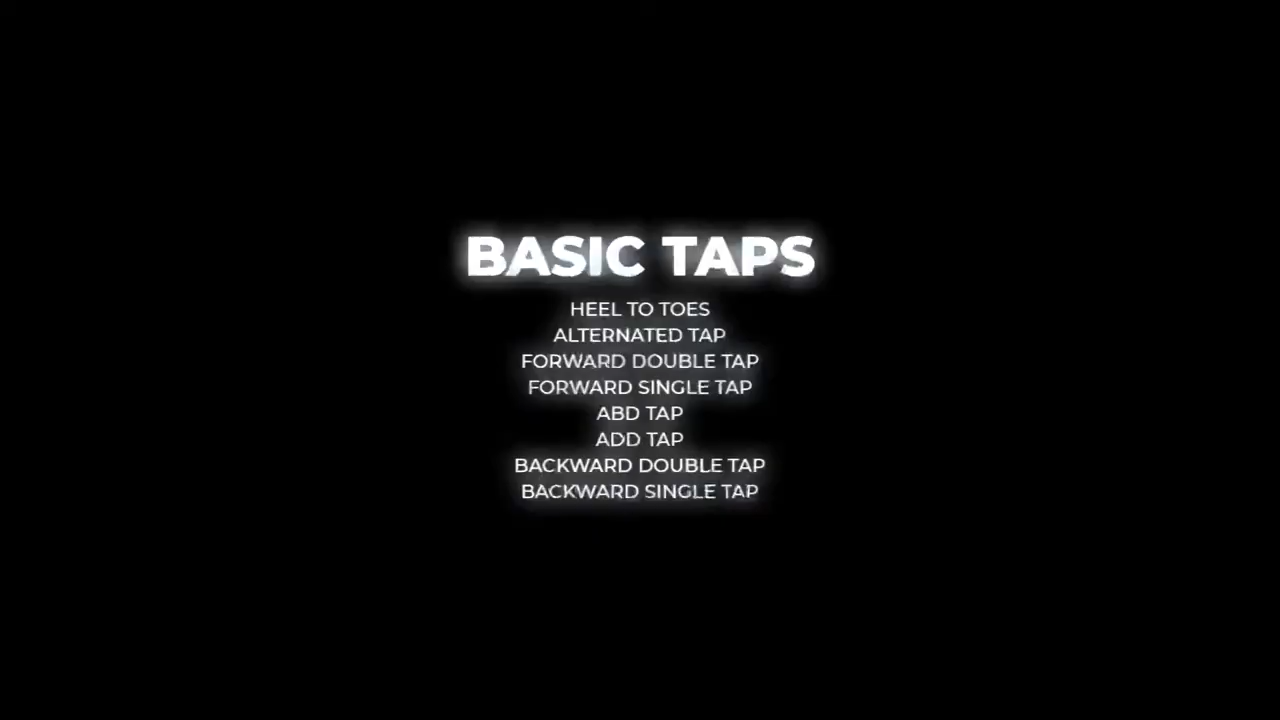 BASIC TAPS
HEEL TO TOES
ALTERNATED TAP
FORWARD DOUBLE TAP
FORWARD SINGLE TAP
ABD TAP
ADD TAP
BACKWARD DOUBLE TAP
BACKWARD SINGLE TAP